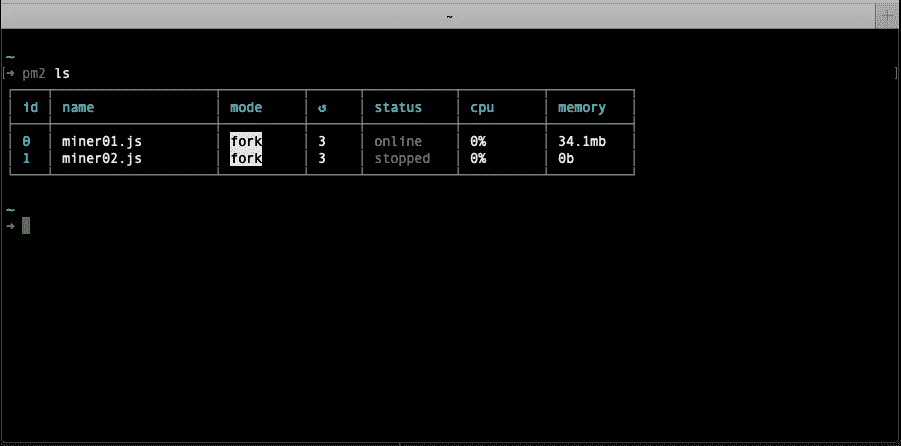 ~
~
[➜ pm2 ls ]
id name mode ↺ status cpu memory
0 miner01.js fork 3 online 0% 34.1mb
1 miner02.js fork 3 stopped 0% 0b
~
➜